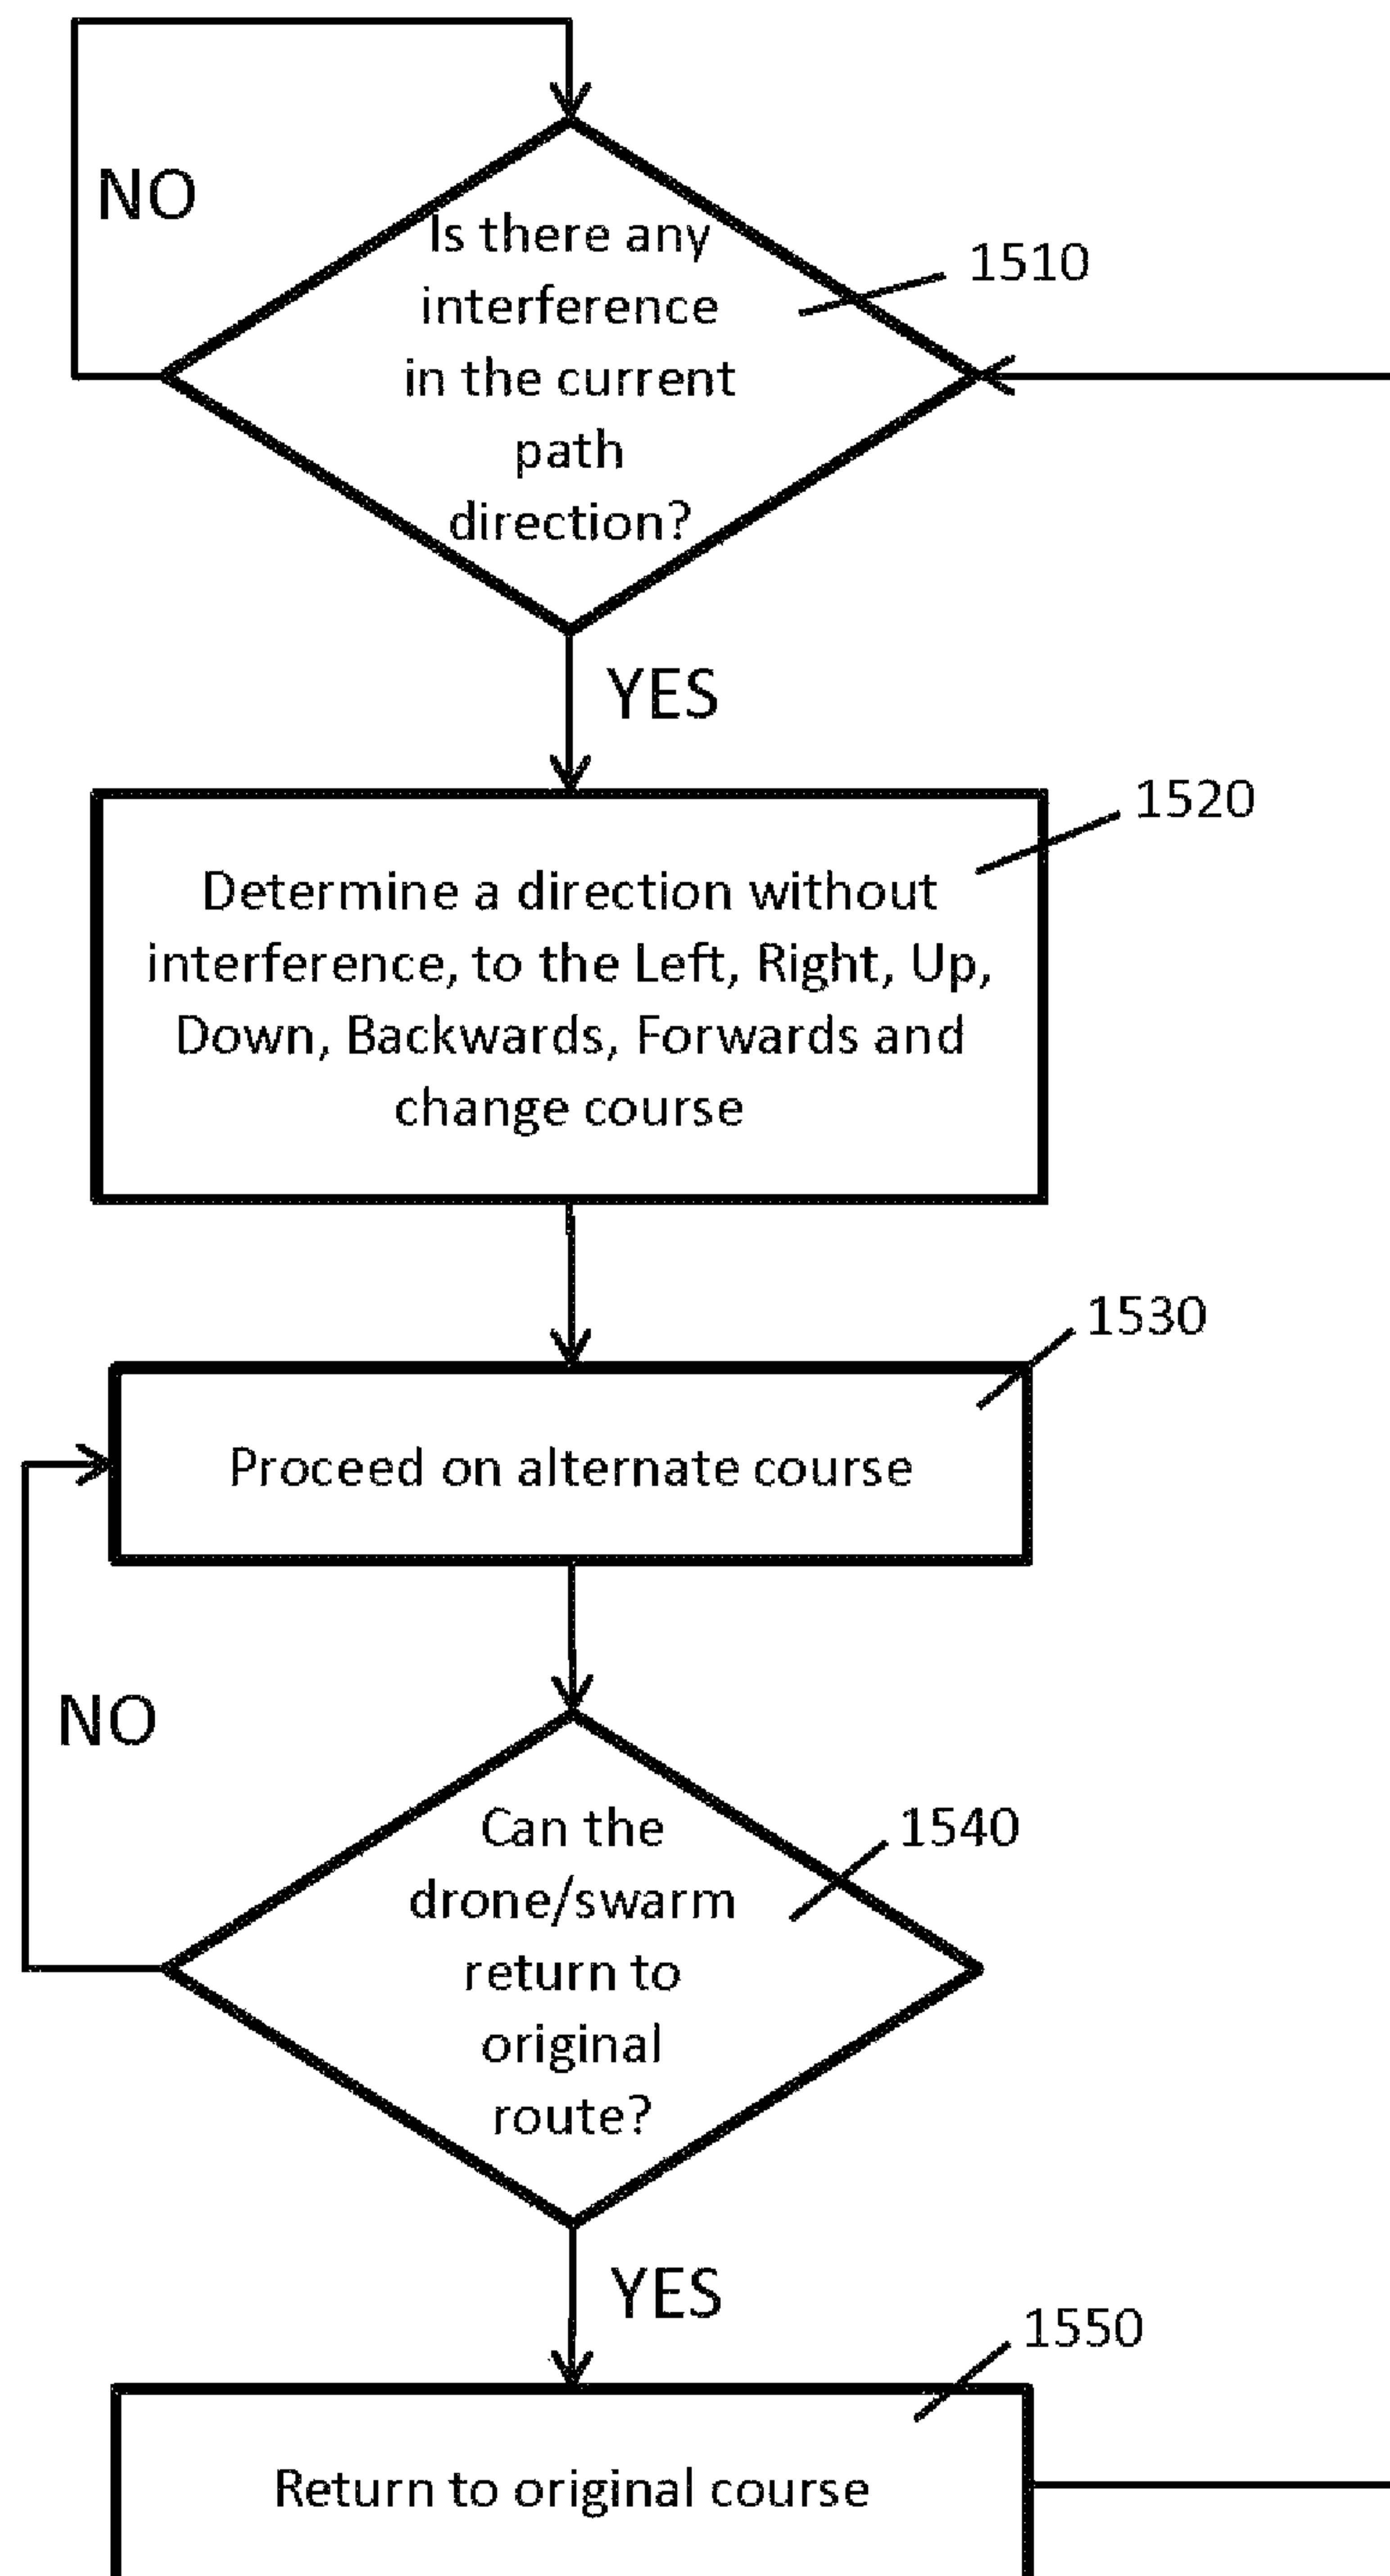 NO
Is there any
interference
in the current
path
direction?
1510
YES
1520
Determine a direction without
interference, to the Left, Right, Up,
Down, Backwards, Forwards and
change course
1530
Proceed on alternate course
NO
Can the
drone/swarm
return to
original
route?
1540
YES
1550
Return to original course